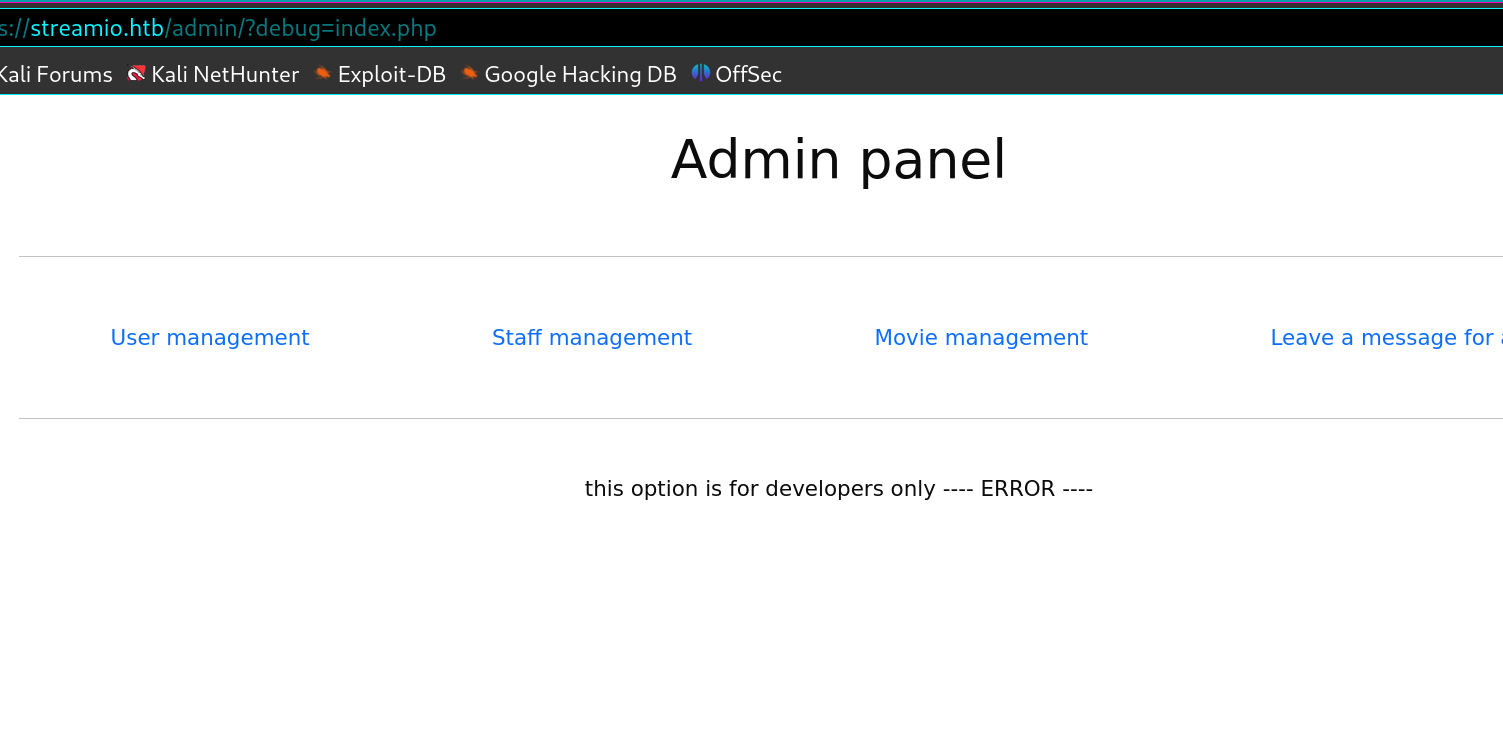 s://streamio.htb/admin/?debug=index.php
Kali Forums Kali NetHunter Exploit-DB Google Hacking DB OffSec
Admin panel
User management Staff management Movie management Leave a message for
this option is for developers only ---- ERROR ----